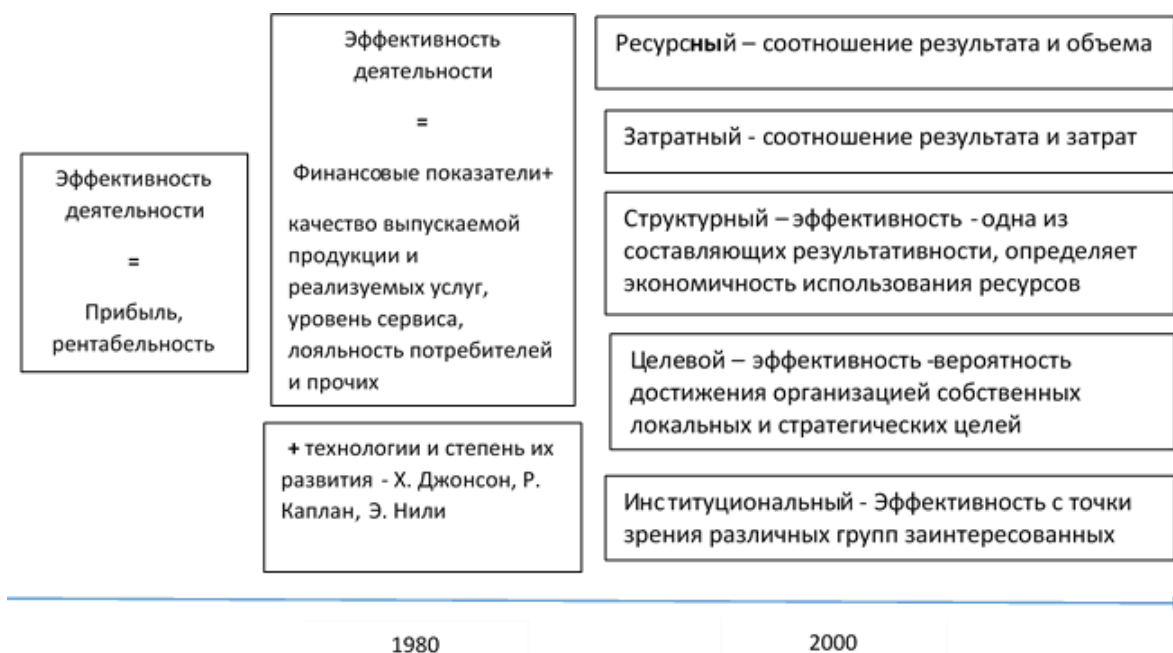 Эффективность
деятельности
=
Прибыль,
рентабельность
Эффективность
деятельности
=
Финансовые показатели+
качество выпускаемой
продукции и
реализуемых услуг,
уровень сервиса,
лояльность потребителей
и прочих
+ технологии и степень их
развития - Х. Джонсон, Р.
Каплан, Э. Нили
Ресурсный – соотношение результата и объема
Затратный - соотношение результата и затрат
Структурный – эффективность - одна из
составляющих результативности, определяет
экономичность использования ресурсов
Целевой – эффективность -вероятность
достижения организацией собственных
локальных и стратегических целей
Институциональный - Эффективность с точки
зрения различных групп заинтересованных
1980
2000